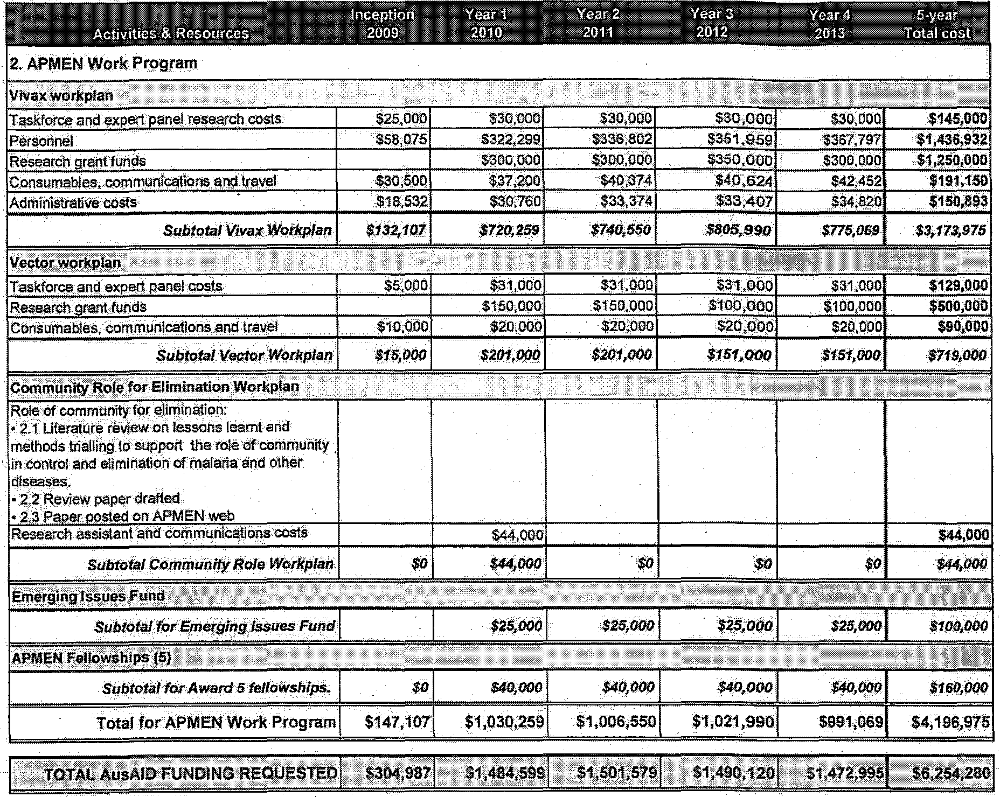 Activities & Resources Inception 2009 Year 1 2010 Year 2 2011 Year 3 2012 Year 4 2013 5-year Total cost
2. APMEN Work Program
Vivax workplan
Taskforce and expert panel research costs $25,000 $30,000 $30,000 $30,000 $30,000 $145,000
Personnel $58,075 $322,299 $336,802 $351,959 $367,797 $1,436,932
Research grant funds $300,000 $300,000 $350,000 $300,000 $1,250,000
Consumables, communications and travel $30,500 $37,200 $40,374 $40,624 $42,452 $191,150
Administrative costs $18,532 $30,760 $33,374 $33,407 $34,820 $150,893
Subtotal Vivax Workplan $132,107 $720,259 $740,550 $805,990 $775,069 $3,173,975
Vector workplan
Taskforce and expert panel costs $5,000 $31,000 $31,000 $31,000 $31,000 $129,000
Research grant funds $150,000 $150,000 $100,000 $100,000 $500,000
Consumables, communications and travel $10,000 $20,000 $20,000 $20,000 $20,000 $90,000
Subtotal Vector Workplan $15,000 $201,000 $201,000 $151,000 $151,000 $719,000
Community Role for Elimination Workplan
Role of community for elimination:
• 2.1 Literature review on lessons learnt and
methods trialling to support the role of community
in control and elimination of malaria and other
diseases.
• 2.2 Review paper drafted
• 2.3 Paper posted on APMEN web
Research assistant and communications costs $44,000 $44,000
Subtotal Community Role Workplan $0 $44,000 $0 $0 $0 $44,000
Emerging Issues Fund
Subtotal for Emerging Issues Fund $25,000 $25,000 $25,000 $25,000 $100,000
APMEN Fellowships (5)
Subtotal for Award 5 fellowships. $0 $40,000 $40,000 $40,000 $40,000 $160,000
Total for APMEN Work Program $147,107 $1,030,259 $1,006,550 $1,021,990 $991,069 $4,196,975
TOTAL AusAID FUNDING REQUESTED $304,987 $1,484,599 $1,501,579 $1,490,120 $1,472,995 $6,254,280